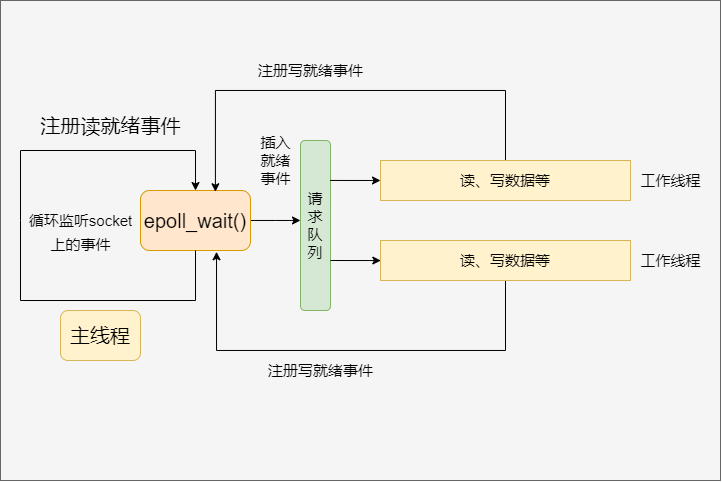 注册写就绪事件
注册读就绪事件
插入
就绪
事件
循环监听socket
上的事件
epoll_wait()
请
求
队
列
读、写数据等
工作线程
读、写数据等
工作线程
主线程
注册写就绪事件